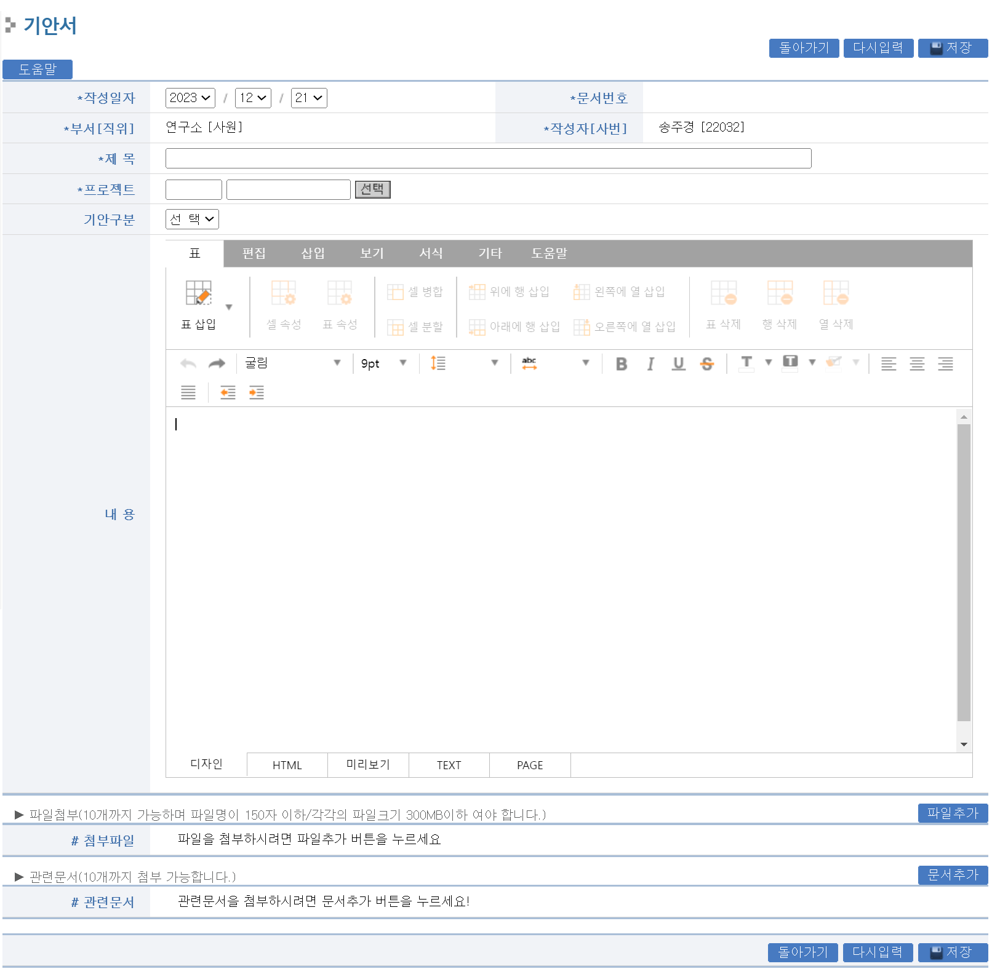 기안서
돌아가기 다시입력 저장
도움말
*작성일자 2023 / 12 / 21 *문서번호
*부서[직위] 연구소 [사원] *작성자[사번] 송주경 [22032]
*제 목
*프로젝트 선택
기안구분 선 택
표 편집 삽입 보기 서식 기타 도움말
셀 병합 위에 행 삽입 왼쪽에 열 삽입
표 삽입 셀 속성 표 속성 표 삭제 행 삭제 열 삭제
셀 분할 아래에 행 삽입 오른쪽에 열 삽입
굴림 9pt abc B I U S T T
내 용
디자인 HTML 미리보기 TEXT PAGE
▶ 파일첨부(10개까지 가능하며 파일명이 150자 이하/각각의 파일크기 300MB이하 여야 합니다.) 파일추가
# 첨부파일 파일을 첨부하시려면 파일추가 버튼을 누르세요
▶ 관련문서(10개까지 첨부 가능합니다.) 문서추가
# 관련문서 관련문서을 첨부하시려면 문서추가 버튼을 누르세요!
돌아가기 다시입력 저장